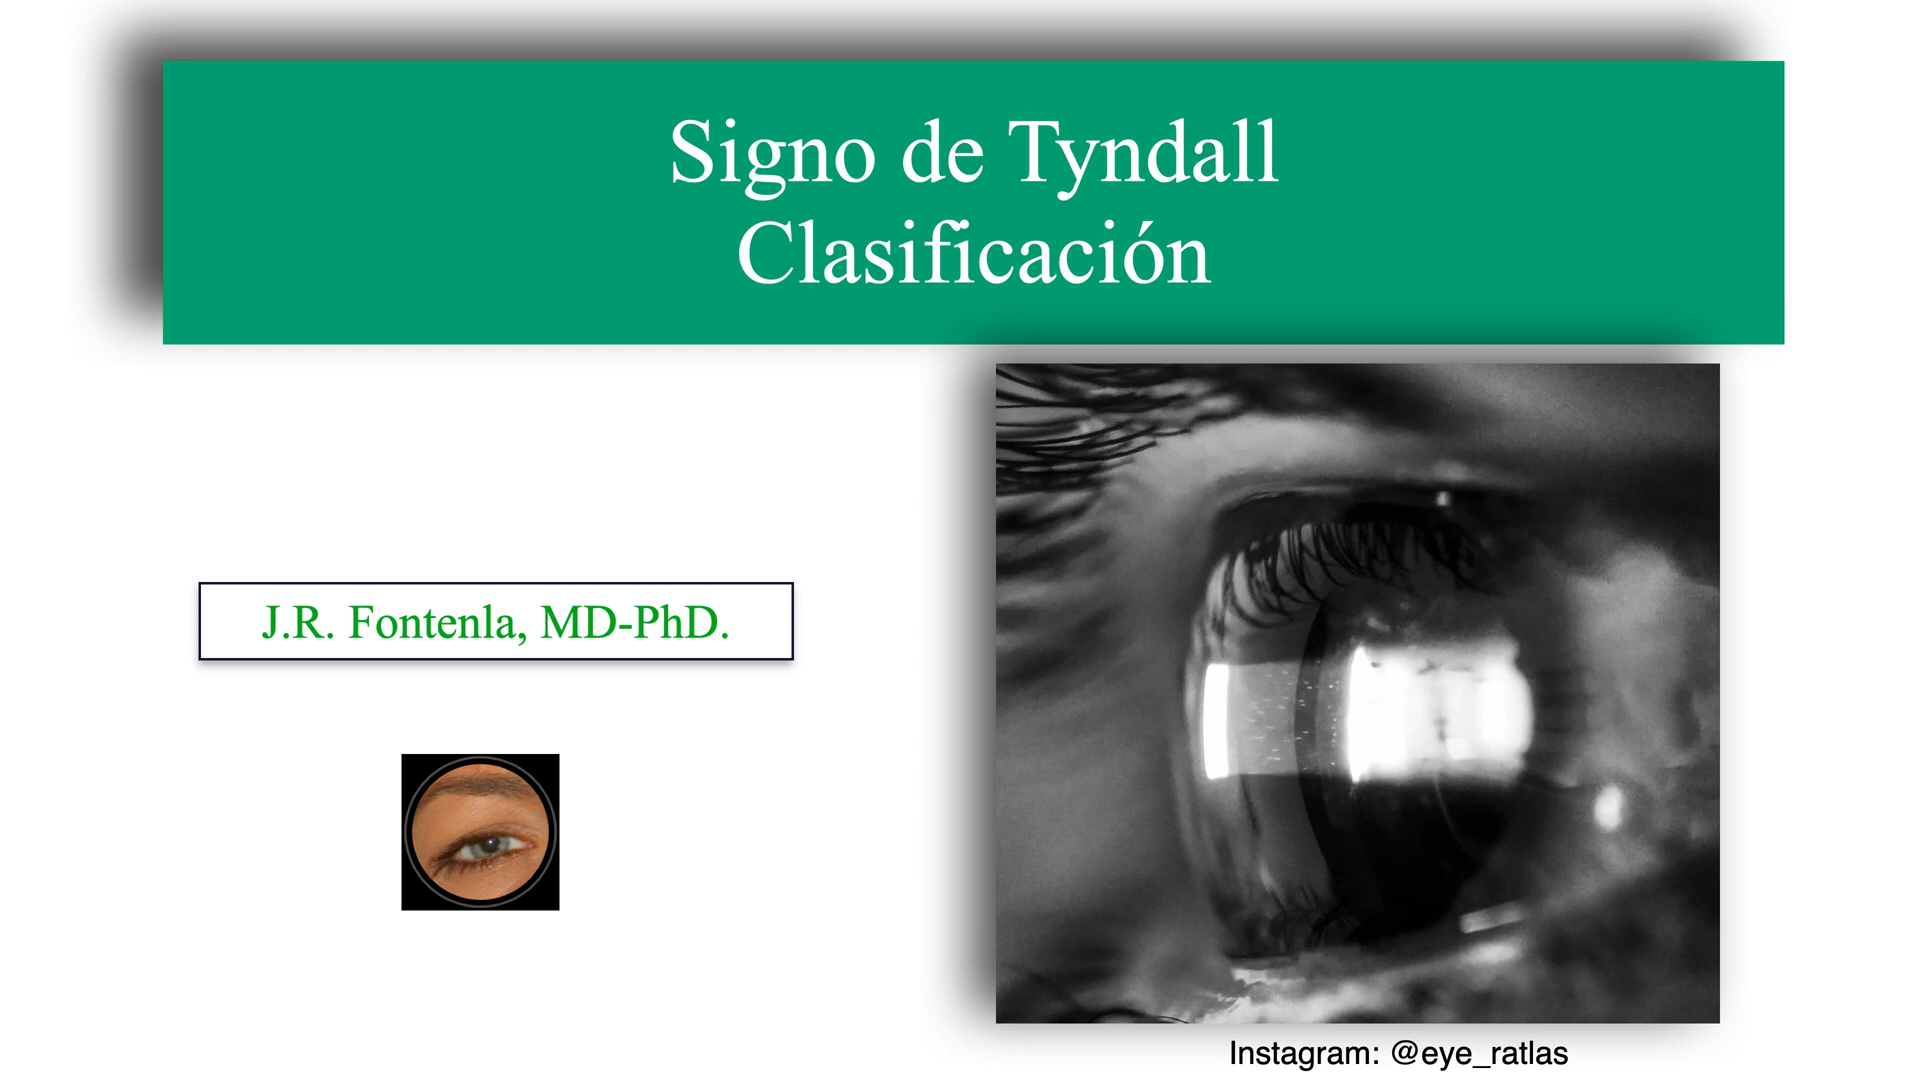 Signo de Tyndall
Clasificación
J.R. Fontenla, MD-PhD.
Instagram: @eye_ratlas